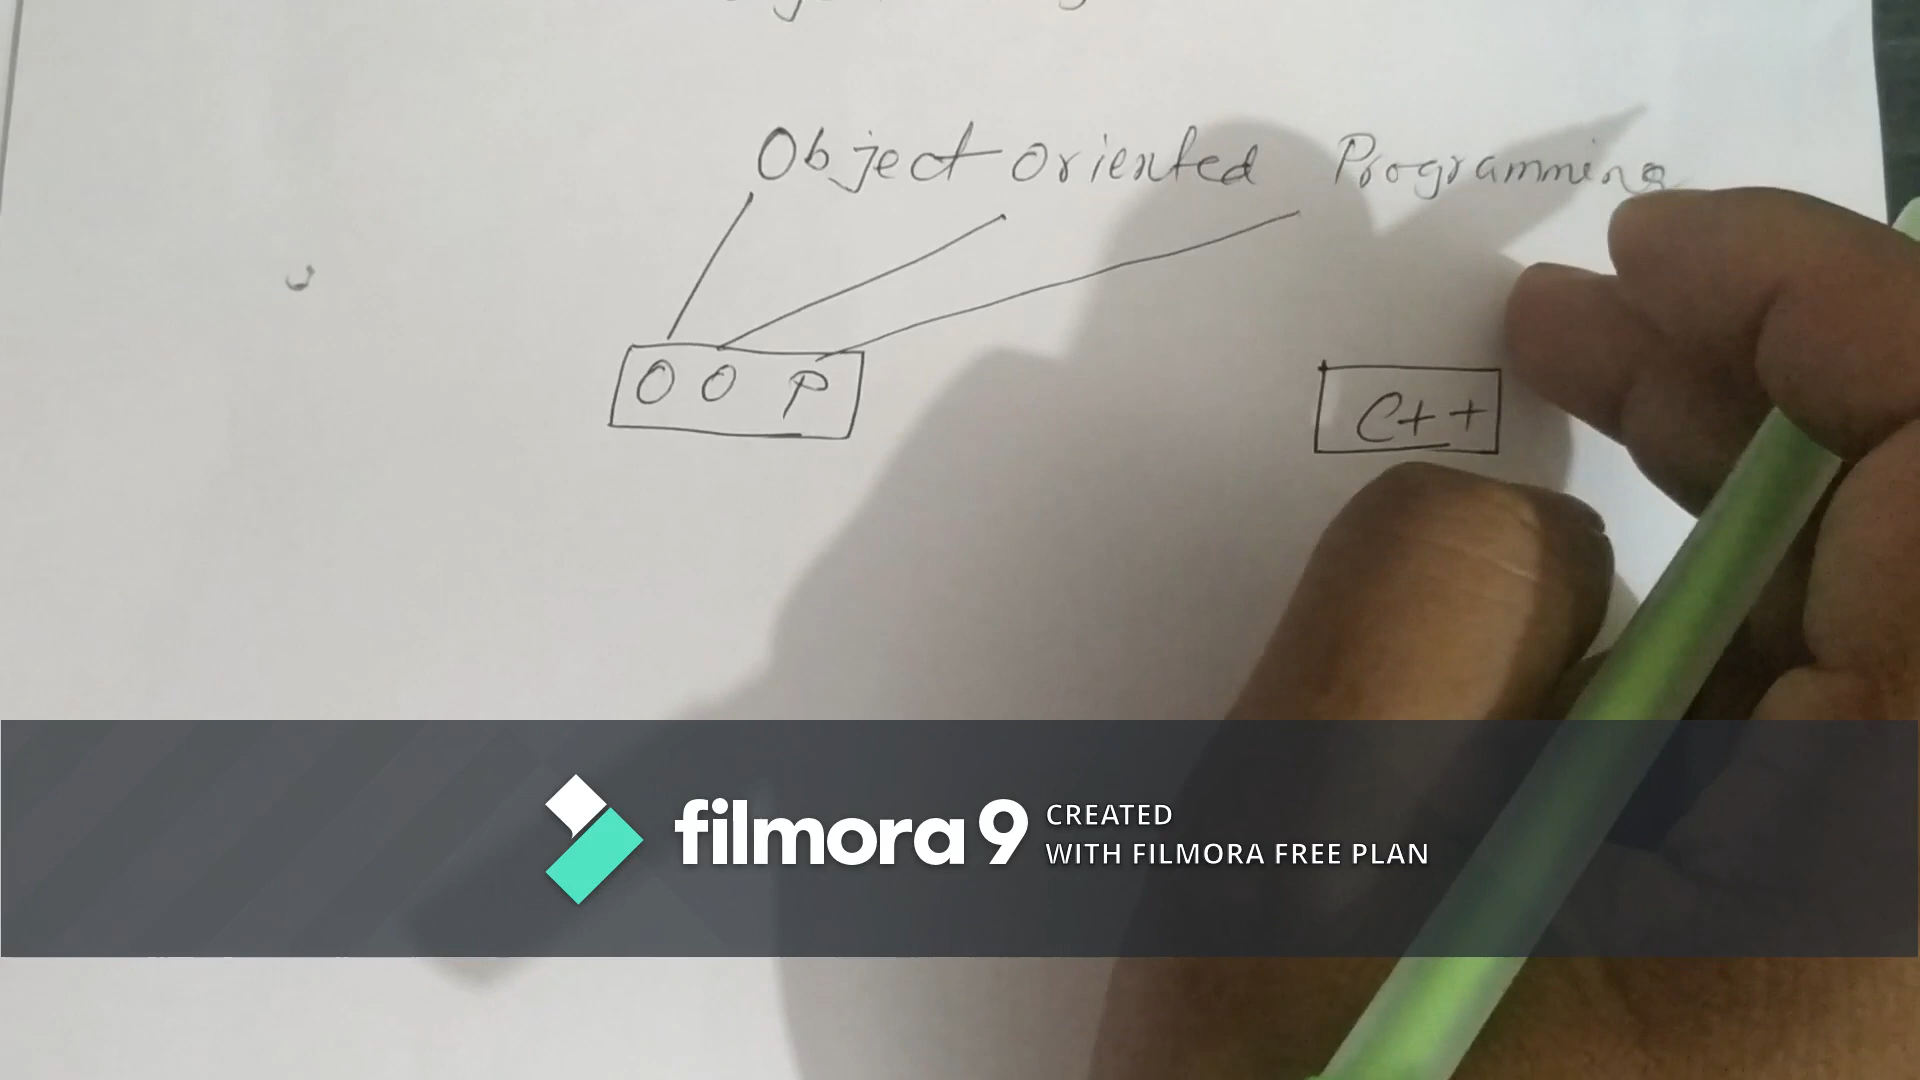 Object oriented Programming
O O P
C++
filmora 9 CREATED
WITH FILMORA FREE PLAN